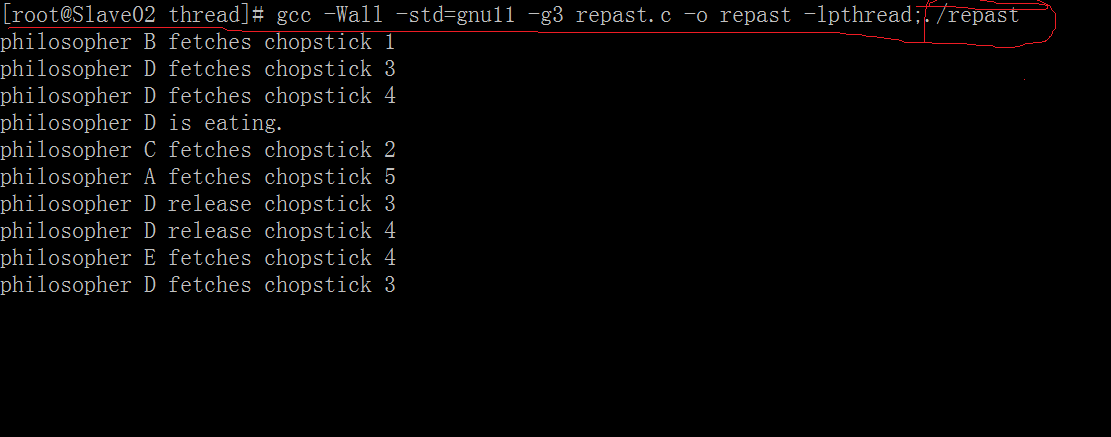 [root@Slave02 thread]# gcc -Wall -std=gnu11 -g3 repast.c -o repast -lpthread;./repast
philosopher B fetches chopstick 1
philosopher D fetches chopstick 3
philosopher D fetches chopstick 4
philosopher D is eating.
philosopher C fetches chopstick 2
philosopher A fetches chopstick 5
philosopher D release chopstick 3
philosopher D release chopstick 4
philosopher E fetches chopstick 4
philosopher D fetches chopstick 3